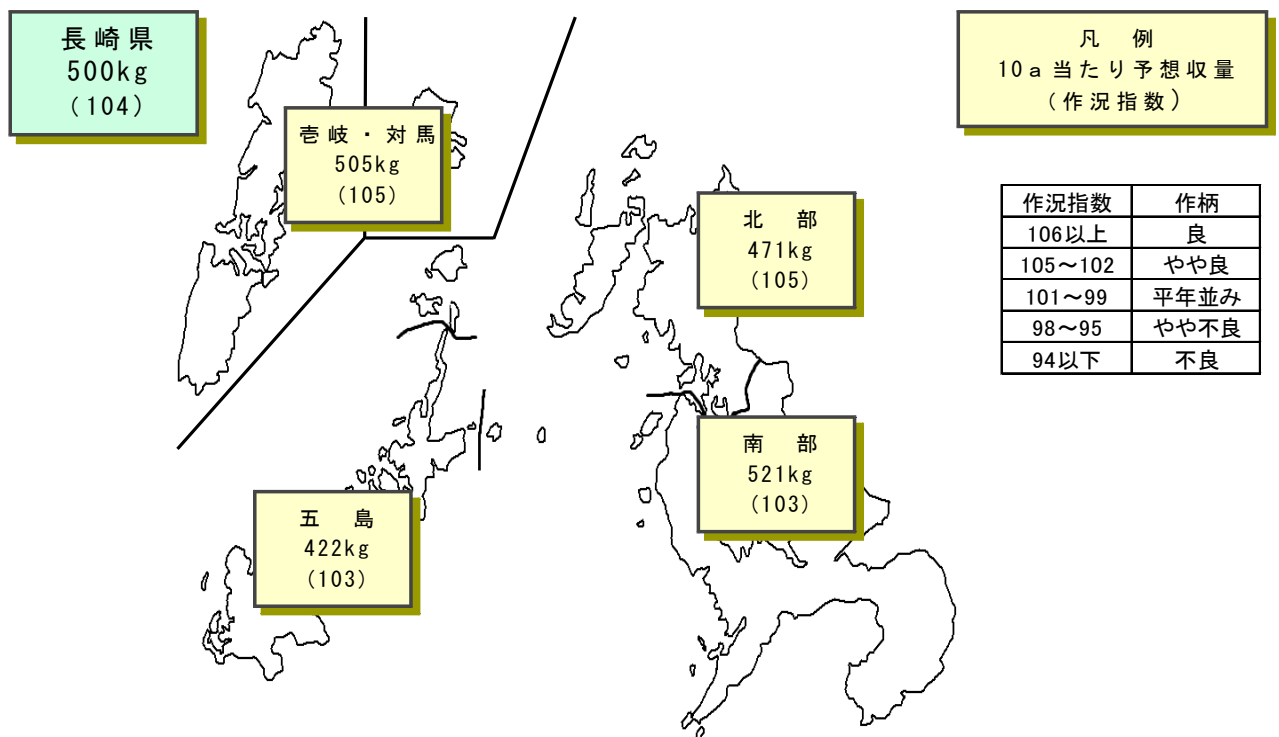 長崎県
500kg
(104)
凡 例
10a当たり予想収量
(作況指数)
壱岐・対馬
505kg
(105)
北 部
471kg
(105)
作況指数 作柄
106以上 良
105～102 やや良
101～99 平年並み
98～95 やや不良
94以下 不良
南 部
521kg
(103)
五 島
422kg
(103)